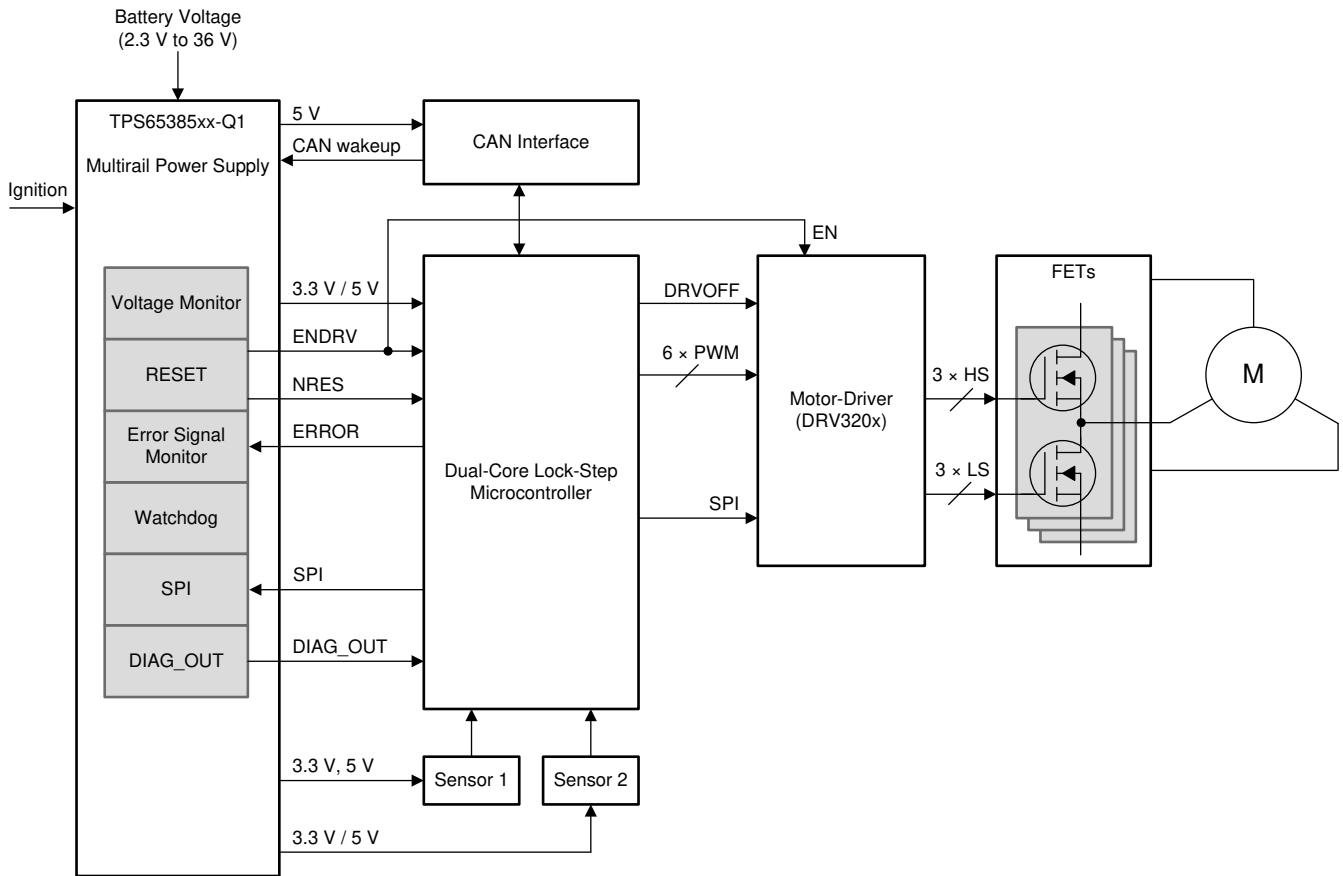 Battery Voltage
(2.3 V to 36 V)
TPS65385xx-Q1
Multirail Power Supply
Ignition
5 V
CAN wakeup
CAN Interface
Voltage Monitor
RESET
Error Signal
Monitor
Watchdog
SPI
DIAG_OUT
3.3 V / 5 V
ENDRV
NRES
ERROR
SPI
DIAG_OUT
3.3 V, 5 V
3.3 V / 5 V
Dual-Core Lock-Step
Microcontroller
Sensor 1
Sensor 2
EN
DRVOFF
6 × PWM
SPI
Motor-Driver
(DRV320x)
3 × HS
3 × LS
FETs
M